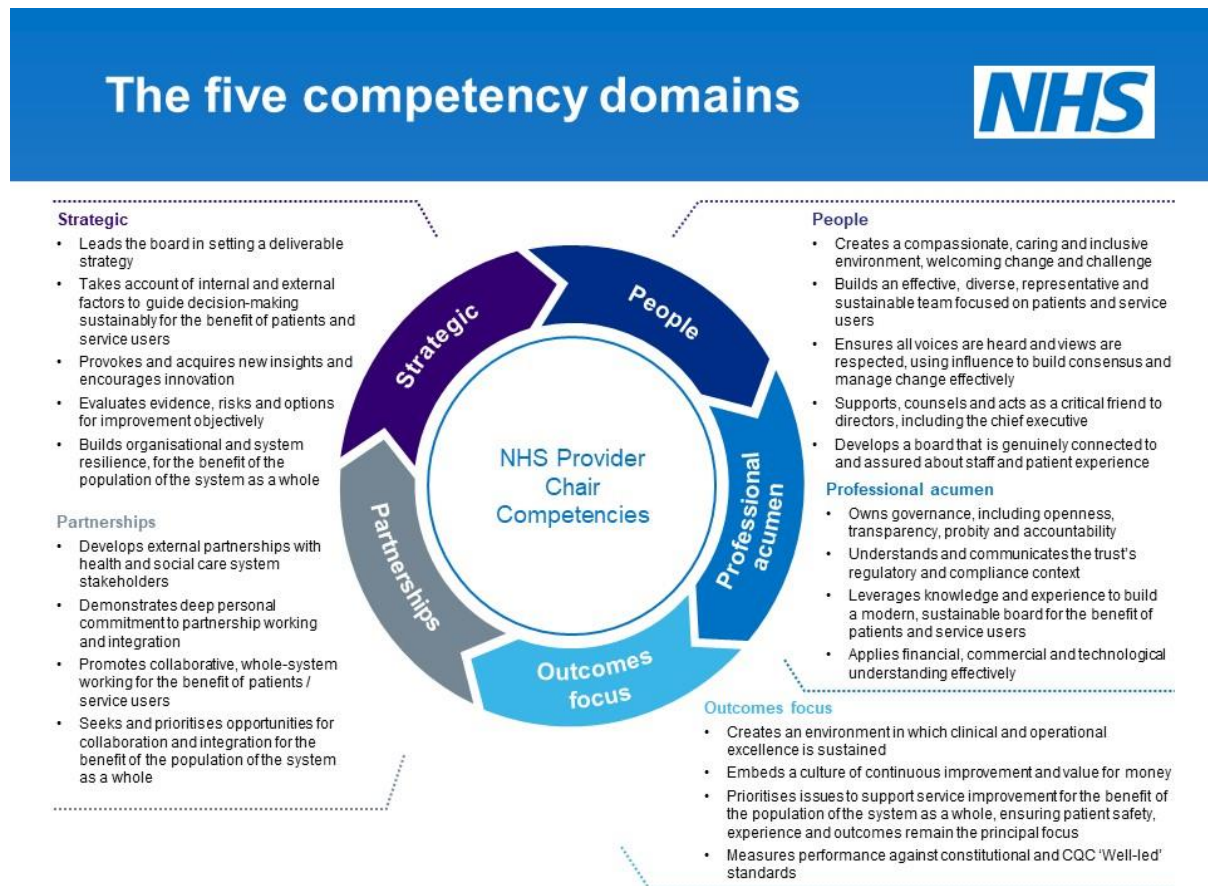 The five competency domains
NHS
Strategic
• Leads the board in setting a deliverable
strategy
• Takes account of internal and external
factors to guide decision-making
sustainably for the benefit of patients and
service users
• Provokes and acquires new insights and
encourages innovation
• Evaluates evidence, risks and options
for improvement objectively
• Builds organisational and system
resilience, for the benefit of the
population of the system as a whole
Partnerships
• Develops external partnerships with
health and social care system
stakeholders
• Demonstrates deep personal
commitment to partnership working
and integration
• Promotes collaborative, whole-system
working for the benefit of patients /
service users
• Seeks and prioritises opportunities for
collaboration and integration for the
benefit of the population of the system
as a whole
Strategic
People
Professional
acumen
Outcomes
focus
Partnerships
NHS Provider
Chair
Competencies
People
• Creates a compassionate, caring and inclusive
environment, welcoming change and challenge
• Builds an effective, diverse, representative and
sustainable team focused on patients and service
users
• Ensures all voices are heard and views are
respected, using influence to build consensus and
manage change effectively
• Supports, counsels and acts as a critical friend to
directors, including the chief executive
• Develops a board that is genuinely connected to
and assured about staff and patient experience
Professional acumen
• Owns governance, including openness,
transparency, probity and accountability
• Understands and communicates the trust's
regulatory and compliance context
• Leverages knowledge and experience to build
a modern, sustainable board for the benefit of
patients and service users
• Applies financial, commercial and technological
understanding effectively
Outcomes focus
• Creates an environment in which clinical and operational
excellence is sustained
• Embeds a culture of continuous improvement and value for money
• Prioritises issues to support service improvement for the benefit of
the population of the system as a whole, ensuring patient safety,
experience and outcomes remain the principal focus
• Measures performance against constitutional and CQC 'Well-led'
standards